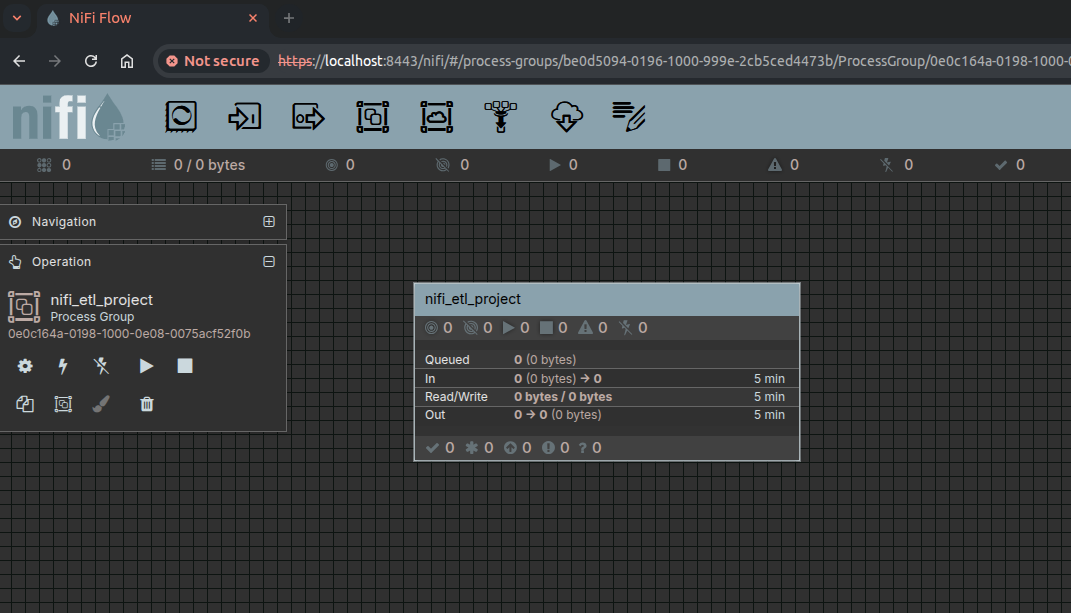 NiFi Flow
Not secure https://localhost:8443/nifi/#/process-groups/be0d5094-0196-1000-999e-2cb5ced4473b/ProcessGroup/0e0c164a-0198-1000-0
nifi
0 0 / 0 bytes 0 0 0 0 0 0 0
Navigation
Operation
nifi_etl_project
Process Group
0e0c164a-0198-1000-0e08-0075acf52f0b
nifi_etl_project
0 0 0 0 0 0
Queued 0 (0 bytes)
In 0 (0 bytes) → 0 5 min
Read/Write 0 bytes / 0 bytes 5 min
Out 0 → 0 (0 bytes) 5 min
0 0 0 0 ? 0